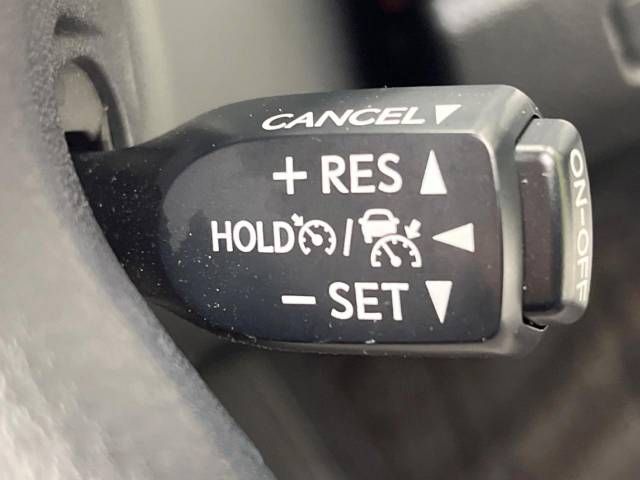 CANCEL ▼
+ RES ▲
HOLD / ◀
− SET ▼
ON-OFF